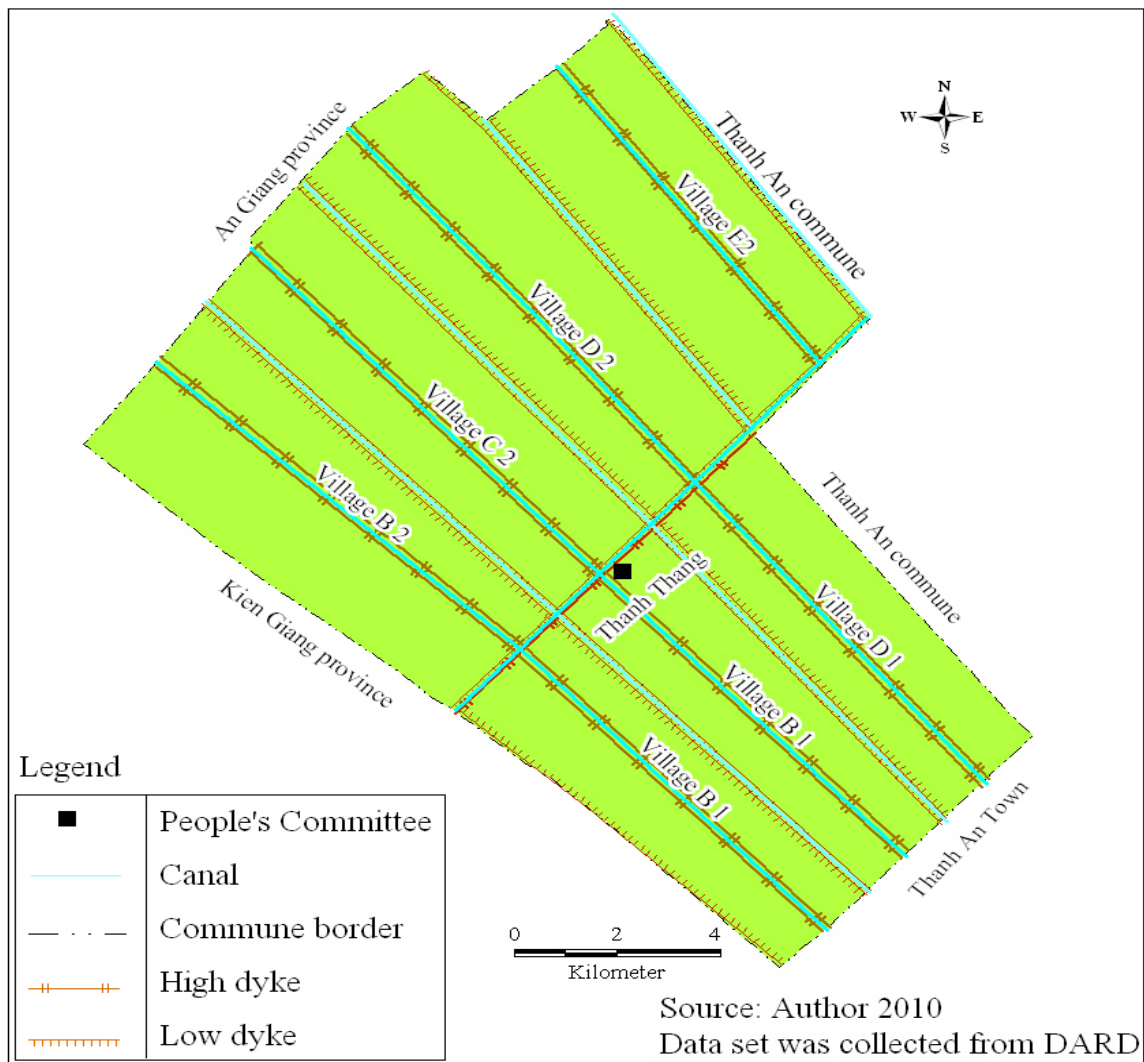 N
W E
S
An Giang province
Thanh An commune
Village E2
Village D 2
Village C 2
Village B 2
Thanh An commune
Thanh Thang
Kien Giang province
Village D 1
Village B 1
Village B 1
Thanh An Town
Legend
People's Committee
Canal
Commune border
High dyke
Low dyke
0 2 4
Kilometer
Source: Author 2010
Data set was collected from DARD